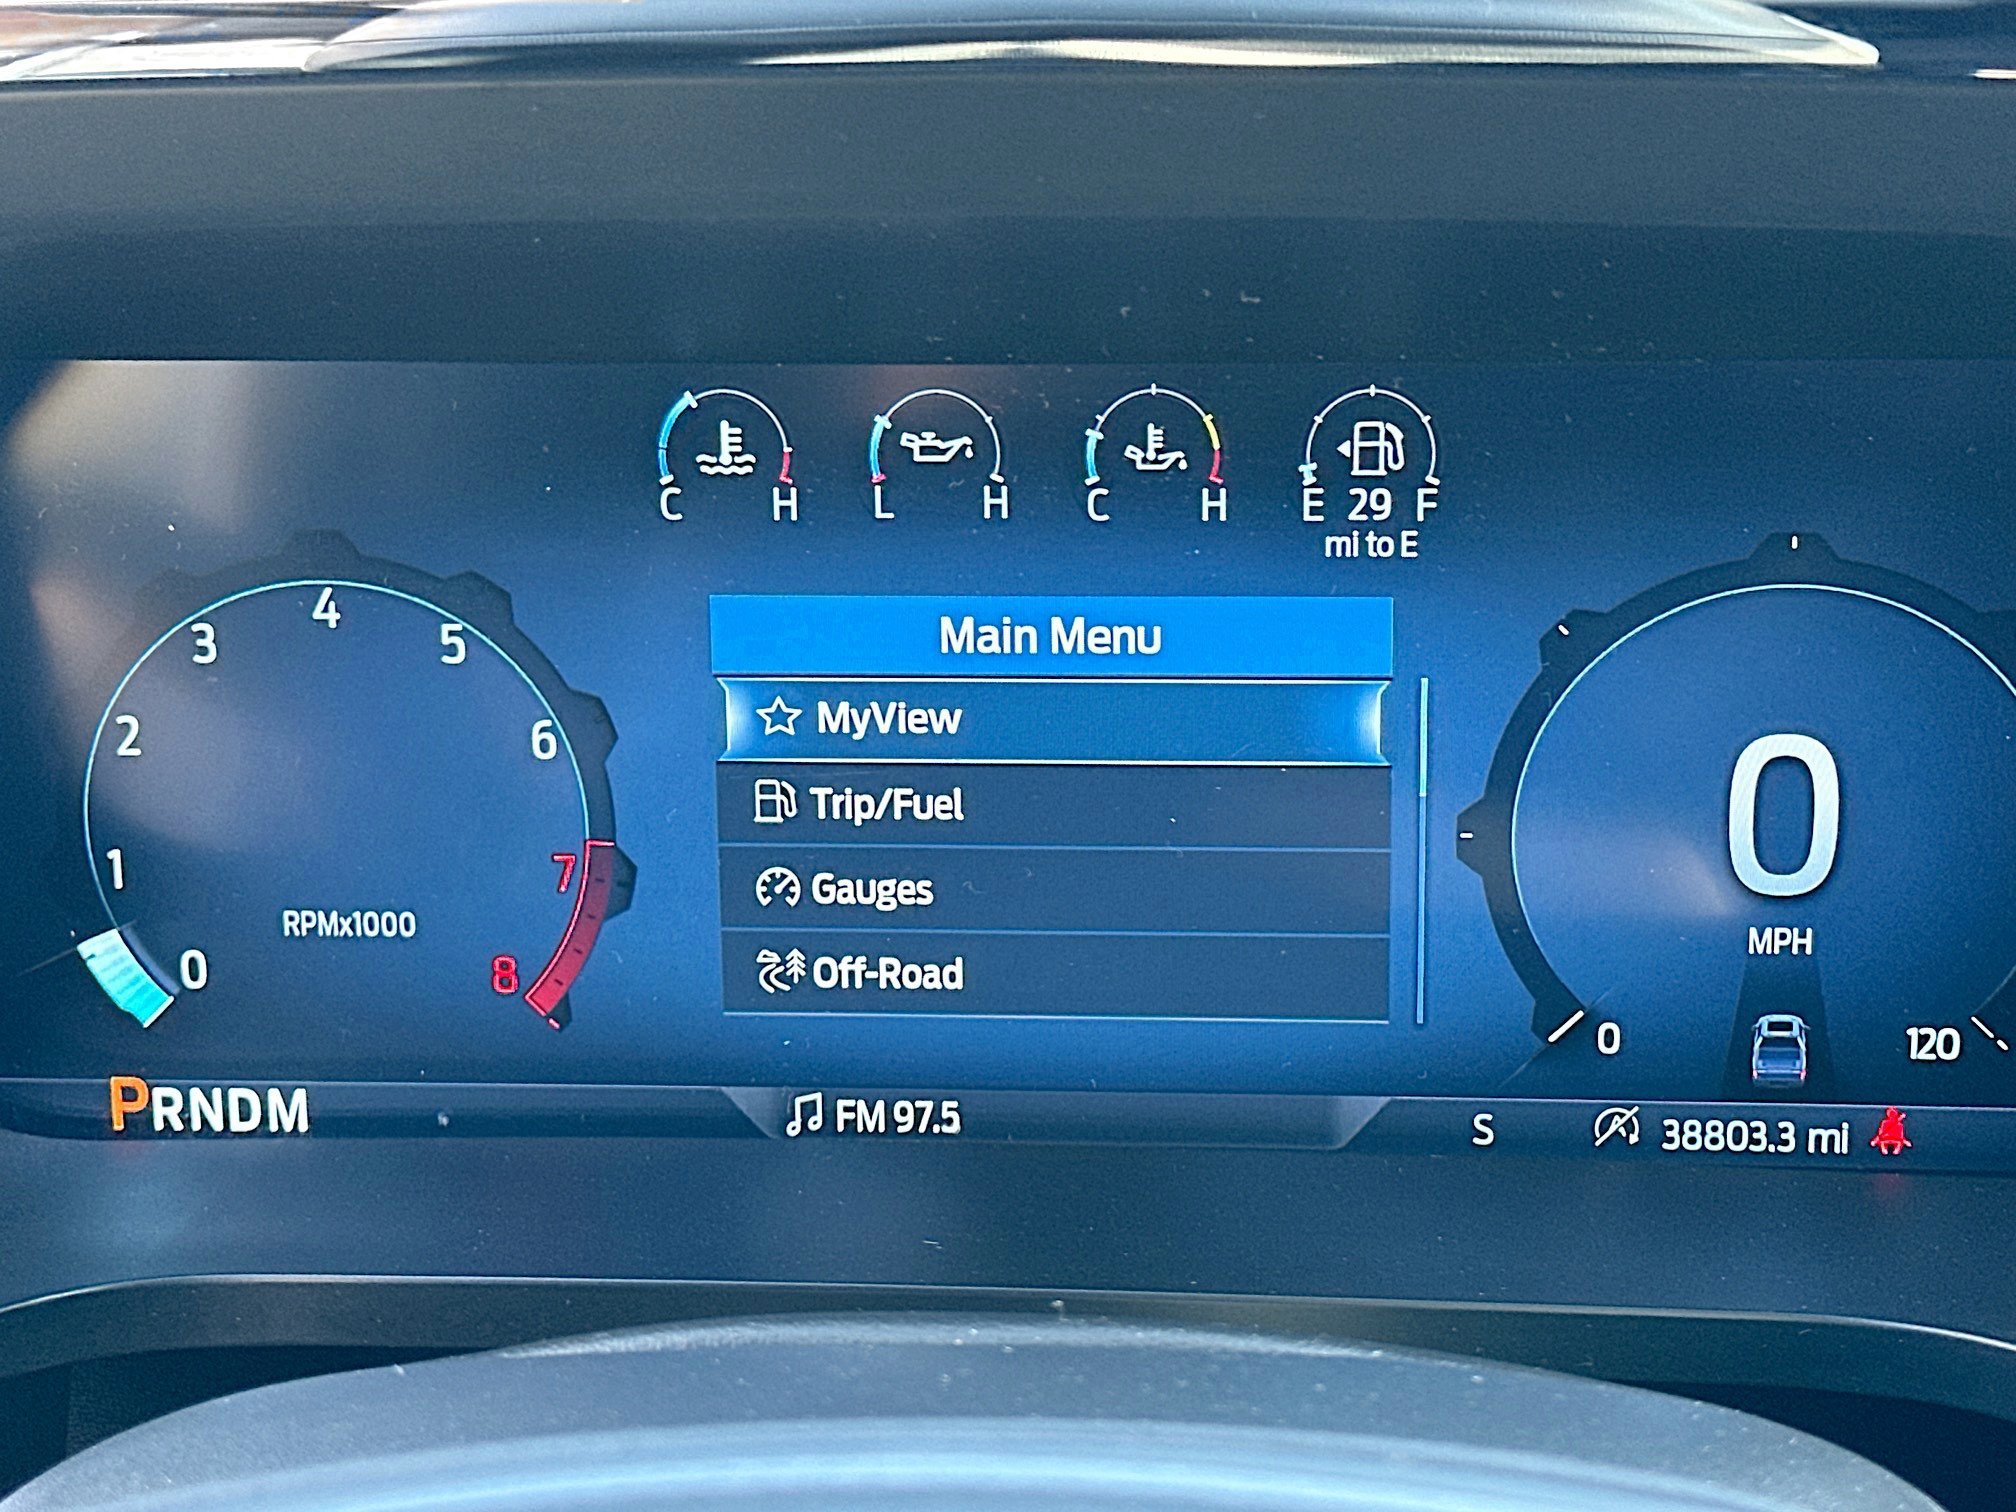 C H
L H
C H
E 29 F
mi to E
0
1
2
3
4
5
6
7
8
RPMx1000
Main Menu
MyView
Trip/Fuel
Gauges
Off-Road
0
MPH
0
120
PRNDM
FM 97.5
S
A
38803.3 mi